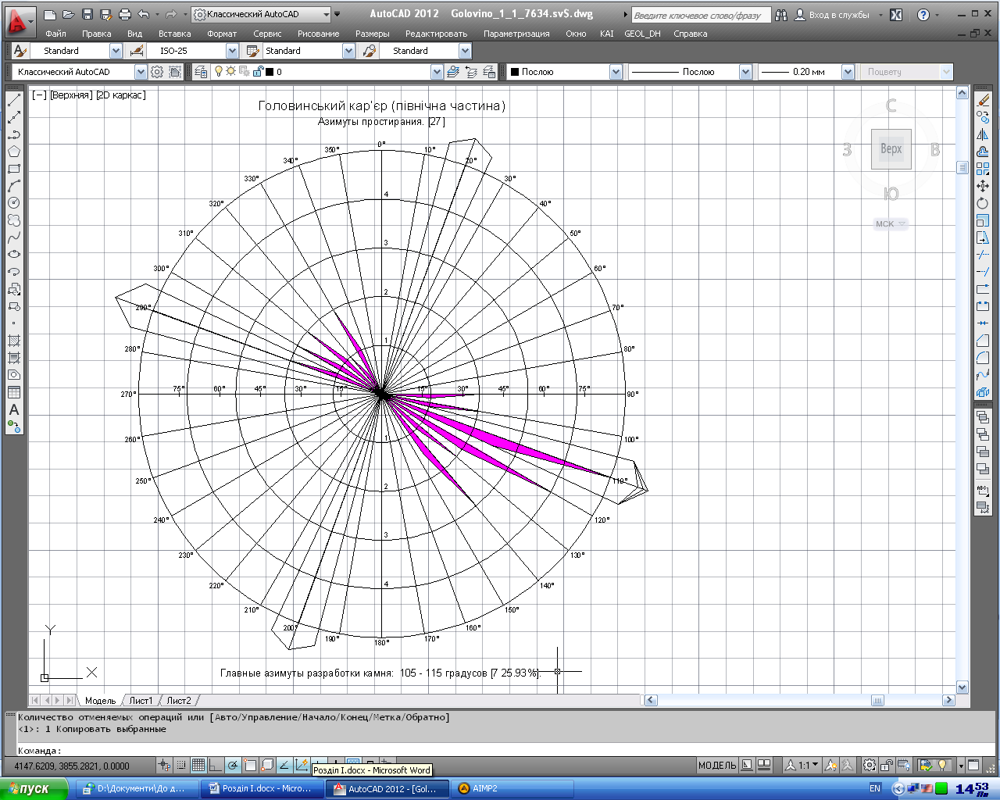 Классический AutoCAD
AutoCAD 2012 Golovino_1_1_7634.sv$.dwg
Введите ключевое слово/фразу
Вход в службы
Файл Правка Вид Вставка Формат Сервис Рисование Размеры Редактировать Параметризация Окно KAI GEOL_DH Справка
Standard ISO-25 Standard Standard
Классический AutoCAD 0 Послою Послою 0.20 мм Поцвету
[−] [Верхняя] [2D каркас]
Головинський кар'єр (північна частина)
Азимуты простирания. [27]
С
З Верх В
Ю
МСК
0°
10°
20°
30°
40°
50°
60°
70°
80°
90°
100°
110°
120°
130°
140°
150°
160°
170°
180°
190°
200°
210°
220°
230°
240°
250°
260°
270°
280°
290°
300°
310°
320°
330°
340°
350°
4
3
2
1
75° 60° 45° 30° 15° 15° 30° 45° 60° 75°
1
2
3
4
Главные азимуты разработки камня: 105 - 115 градусов [7 25.93%].
Y
X
Модель Лист1 Лист2
Количество отменяемых операций или [Авто/Управление/Начало/Конец/Метка/Обратно]
<1>: 1 Копировать выбранные
Команда:
4147.6209, 3855.2821, 0.0000
МОДЕЛЬ 1:1
Розділ I.docx - Microsoft Word
пуск
D:\Документи\До д...
Розділ I.docx - Micro...
AutoCAD 2012 - [Gol...
AIMP2
EN
14 53
Пн